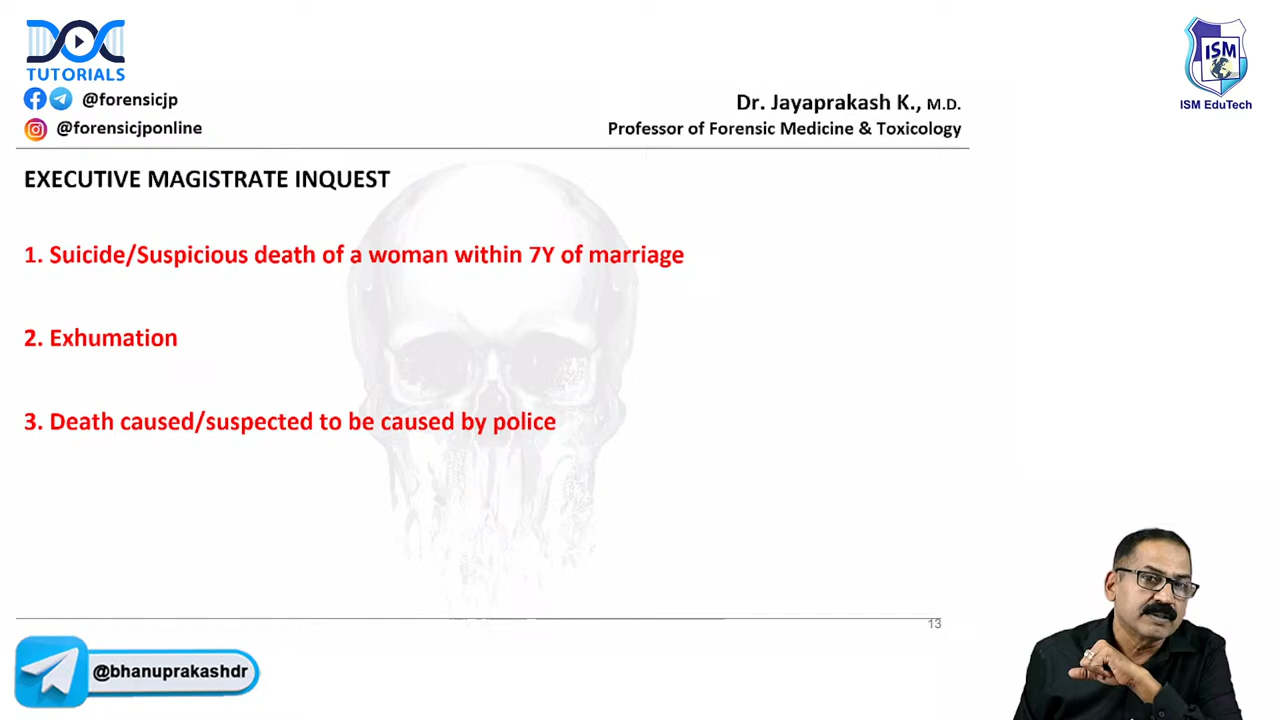 DOC
TUTORIALS
@forensicjp
@forensicjponline
Dr. Jayaprakash K., M.D.
Professor of Forensic Medicine & Toxicology
ISM
ISM EduTech
EXECUTIVE MAGISTRATE INQUEST
1. Suicide/Suspicious death of a woman within 7Y of marriage
2. Exhumation
3. Death caused/suspected to be caused by police
13
@bhanuprakashdr